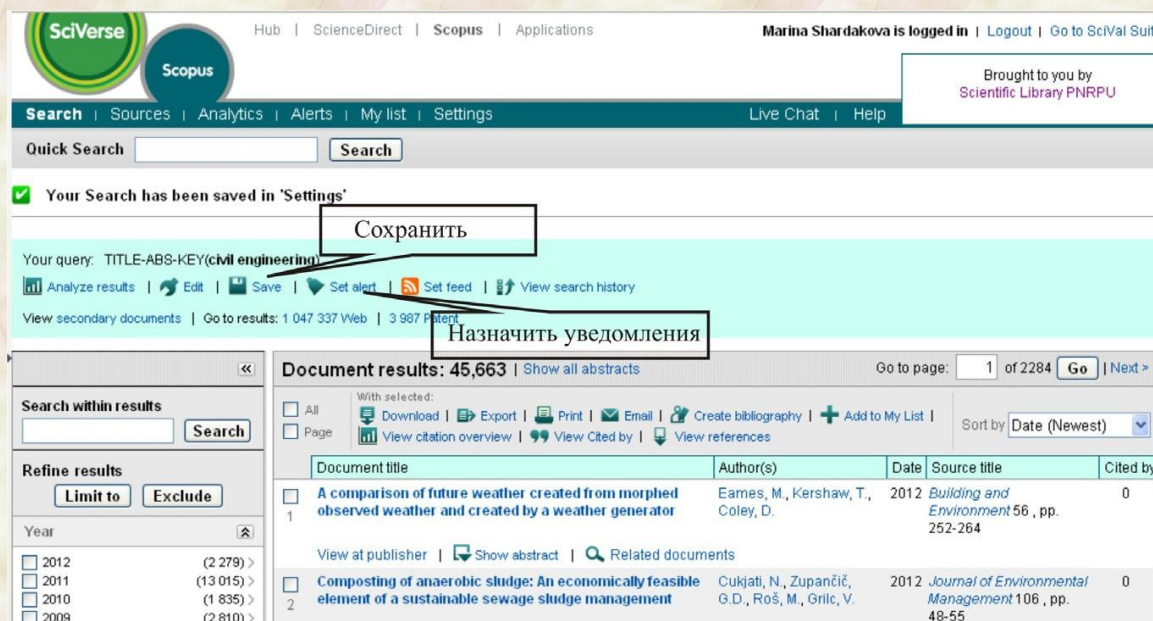 SciVerse
Scopus
Hub | ScienceDirect | Scopus | Applications
Marina Shardakova is logged in | Logout | Go to SciVal Suit
Brought to you by
Scientific Library PNRPU
Search | Sources | Analytics | Alerts | My list | Settings
Live Chat | Help
Quick Search
Search
Your Search has been saved in 'Settings'
Сохранить
Your query: TITLE-ABS-KEY(civil engineering)
Analyze results | Edit | Save | Set alert | Set feed | View search history
View secondary documents | Go to results: 1 047 337 Web | 3 987 Patent
Назначить уведомления
Document results: 45,663 | Show all abstracts
Go to page: 1 of 2284 Go | Next >
Search within results
Search
Refine results
Limit to Exclude
Year
2012 (2 279)
2011 (13 015)
2010 (1 835)
2009 (2 810)
All
Page
With selected:
Download | Export | Print | Email | Create bibliography | Add to My List |
View citation overview | View Cited by | View references
Sort by Date (Newest)
Document title Author(s) Date Source title Cited by
1
A comparison of future weather created from morphed
observed weather and created by a weather generator
Eames, M., Kershaw, T.,
Coley, D.
2012
Building and
Environment 56 , pp.
252-264
0
View at publisher | Show abstract | Related documents
2
Composting of anaerobic sludge: An economically feasible
element of a sustainable sewage sludge management
Cukjati, N., Zupančič,
G.D., Roš, M., Grilc, V.
2012
Journal of Environmental
Management 106 , pp.
48-55
0